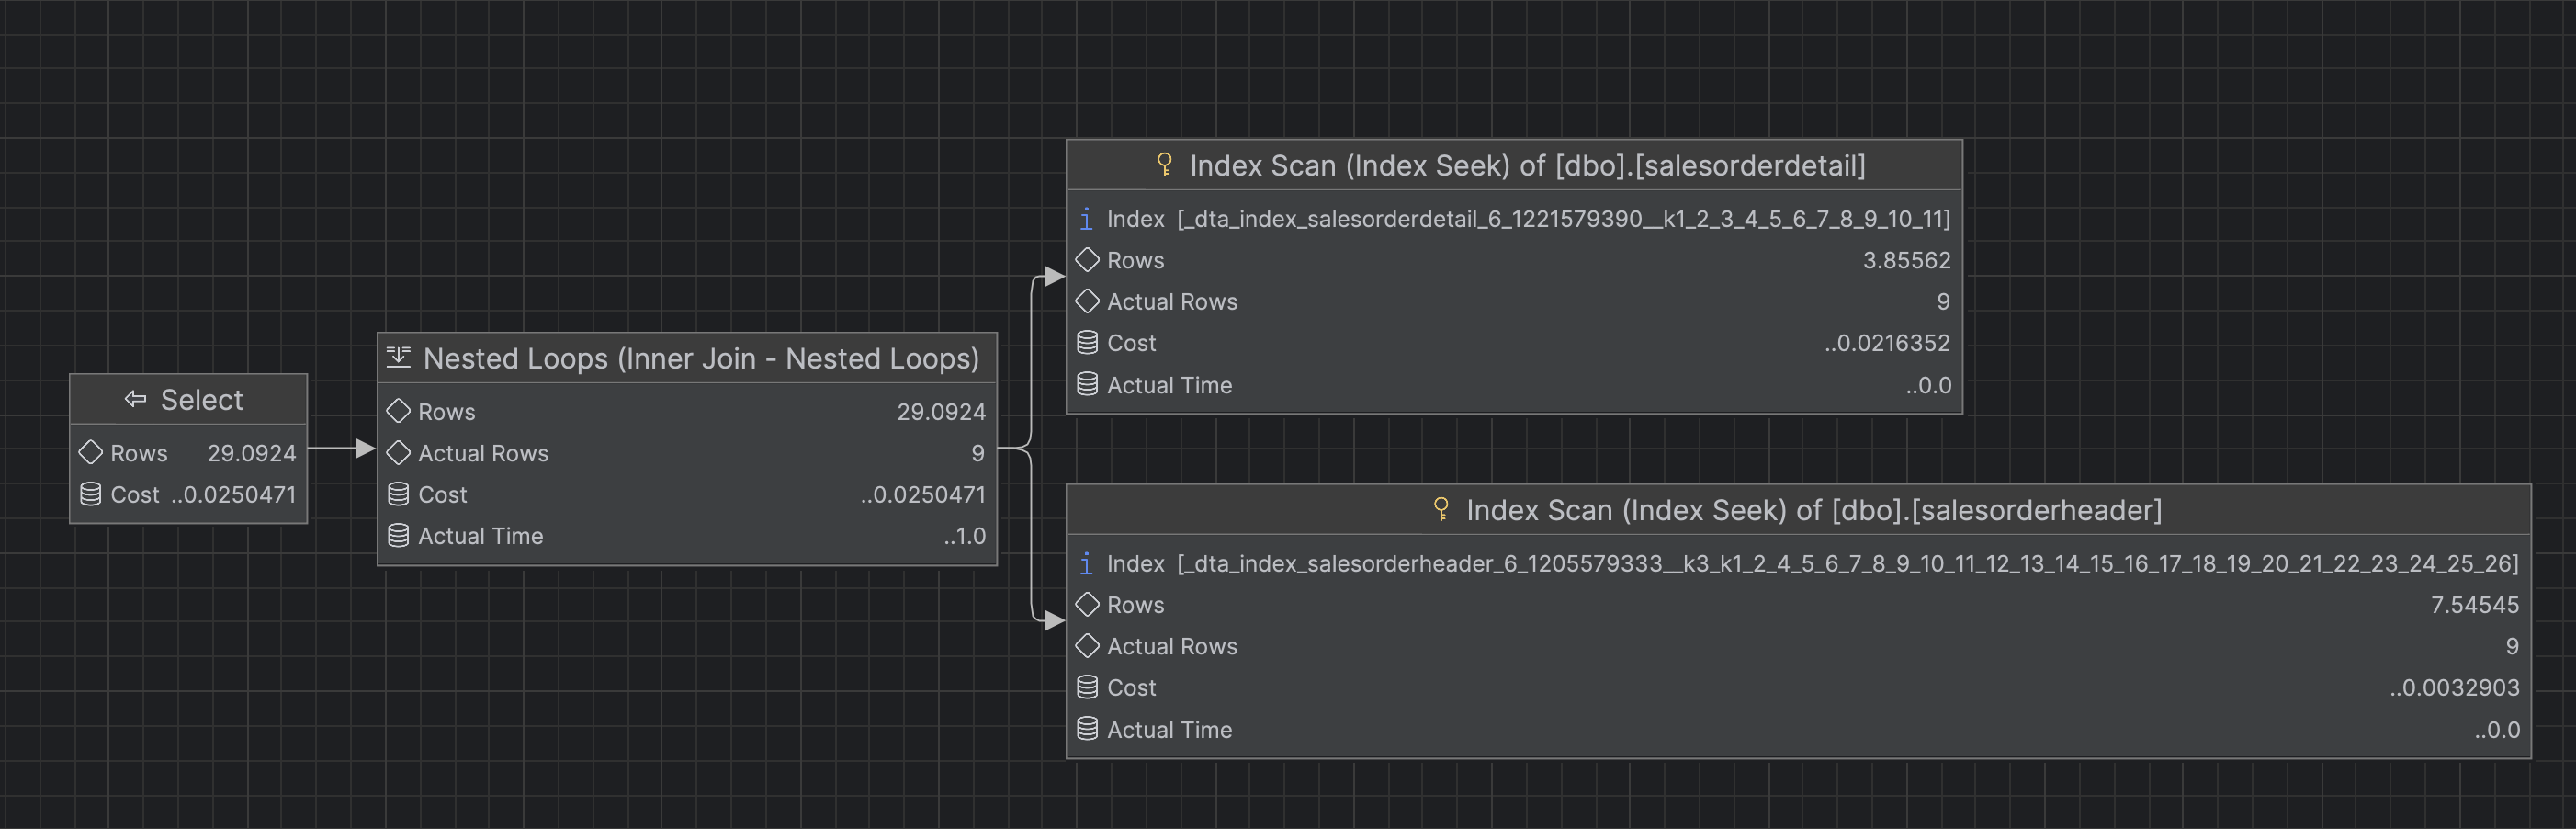 Select
Rows 29.0924
Cost ..0.0250471
Nested Loops (Inner Join - Nested Loops)
Rows 29.0924
Actual Rows 9
Cost ..0.0250471
Actual Time ..1.0
Index Scan (Index Seek) of [dbo].[salesorderdetail]
i Index [_dta_index_salesorderdetail_6_1221579390__k1_2_3_4_5_6_7_8_9_10_11]
Rows 3.85562
Actual Rows 9
Cost ..0.0216352
Actual Time ..0.0
Index Scan (Index Seek) of [dbo].[salesorderheader]
i Index [_dta_index_salesorderheader_6_1205579333__k3_k1_2_4_5_6_7_8_9_10_11_12_13_14_15_16_17_18_19_20_21_22_23_24_25_26]
Rows 7.54545
Actual Rows 9
Cost ..0.0032903
Actual Time ..0.0